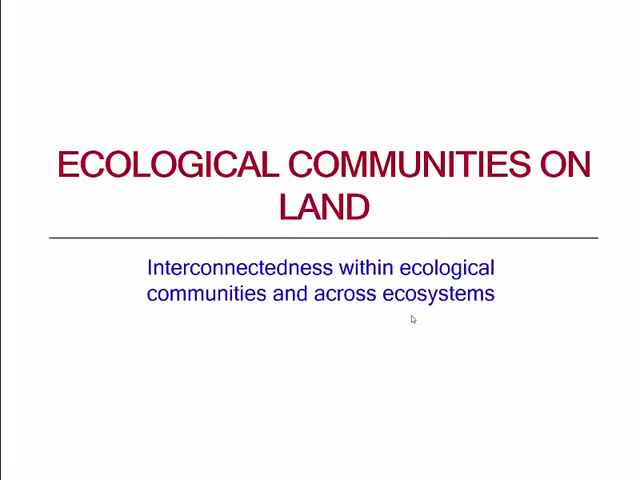 ECOLOGICAL COMMUNITIES ON
LAND
Interconnectedness within ecological
communities and across ecosystems